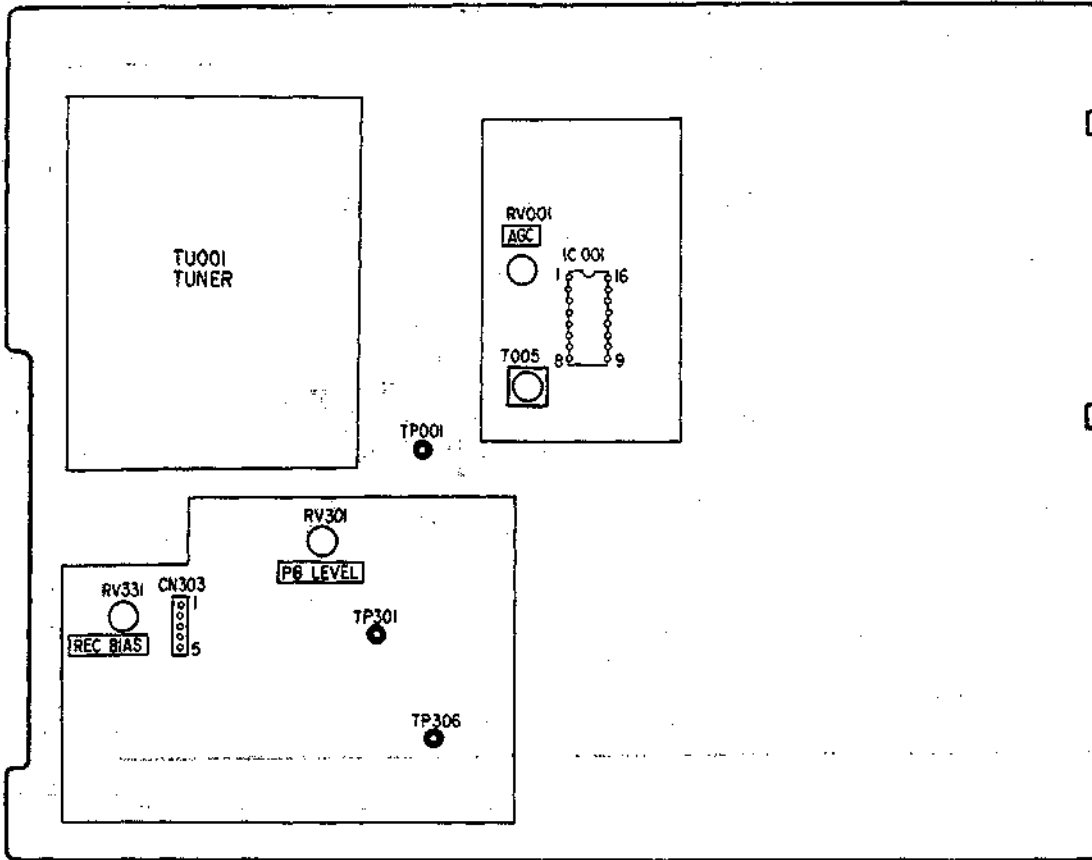 TU001
TUNER
RV001
AGC
IC 001
1 16
8 9
T005
TP001
RV301
PB LEVEL
RV331
CN303
1
REC BIAS
5
TP301
TP306